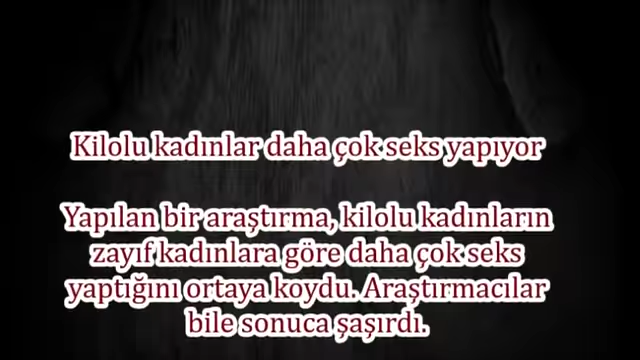 Kilolu kadınlar daha çok seks yapıyor
Yapılan bir araştırma, kilolu kadınların
zayıf kadınlara göre daha çok seks
yaptığını ortaya koydu. Araştırmacılar
bile sonuca şaşırdı.